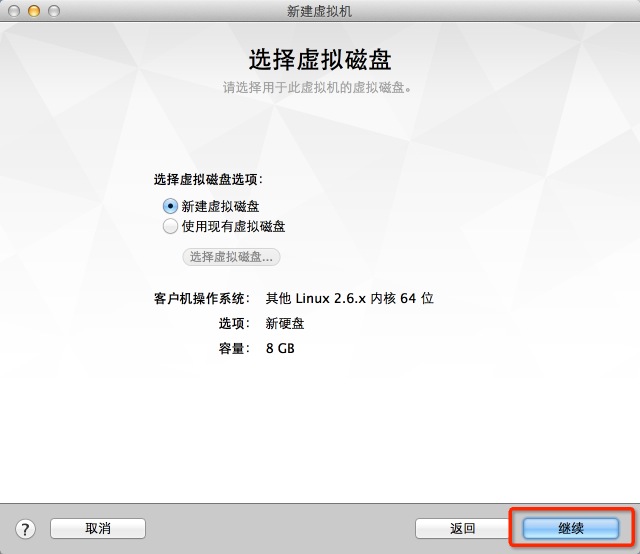 新建虚拟机
选择虚拟磁盘
请选择用于此虚拟机的虚拟磁盘。
选择虚拟磁盘选项:
新建虚拟磁盘
使用现有虚拟磁盘
选择虚拟磁盘...
客户机操作系统: 其他 Linux 2.6.x 内核 64 位
选项: 新硬盘
容量: 8 GB
? 取消 返回 继续